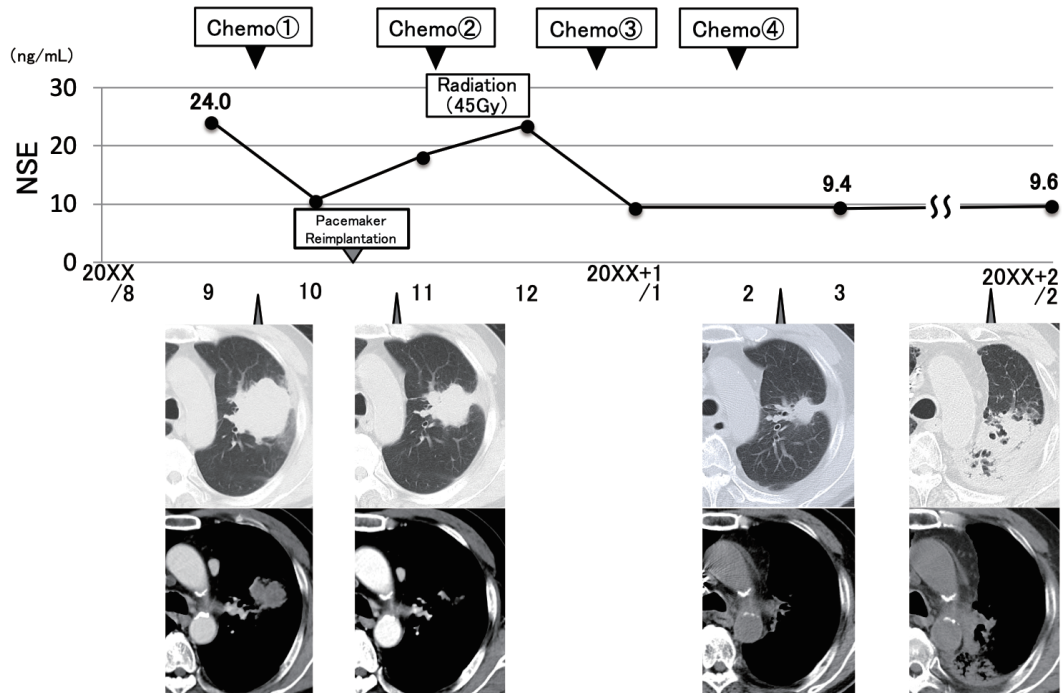 Chemo① Chemo② Chemo③ Chemo④
(ng/mL)
Radiation
(45Gy)
NSE
30
20
10
0
24.0
9.4
9.6
Pacemaker
Reimplantation
20XX
/8
9
10
11
12
20XX+1
/1
2
3
20XX+2
/2